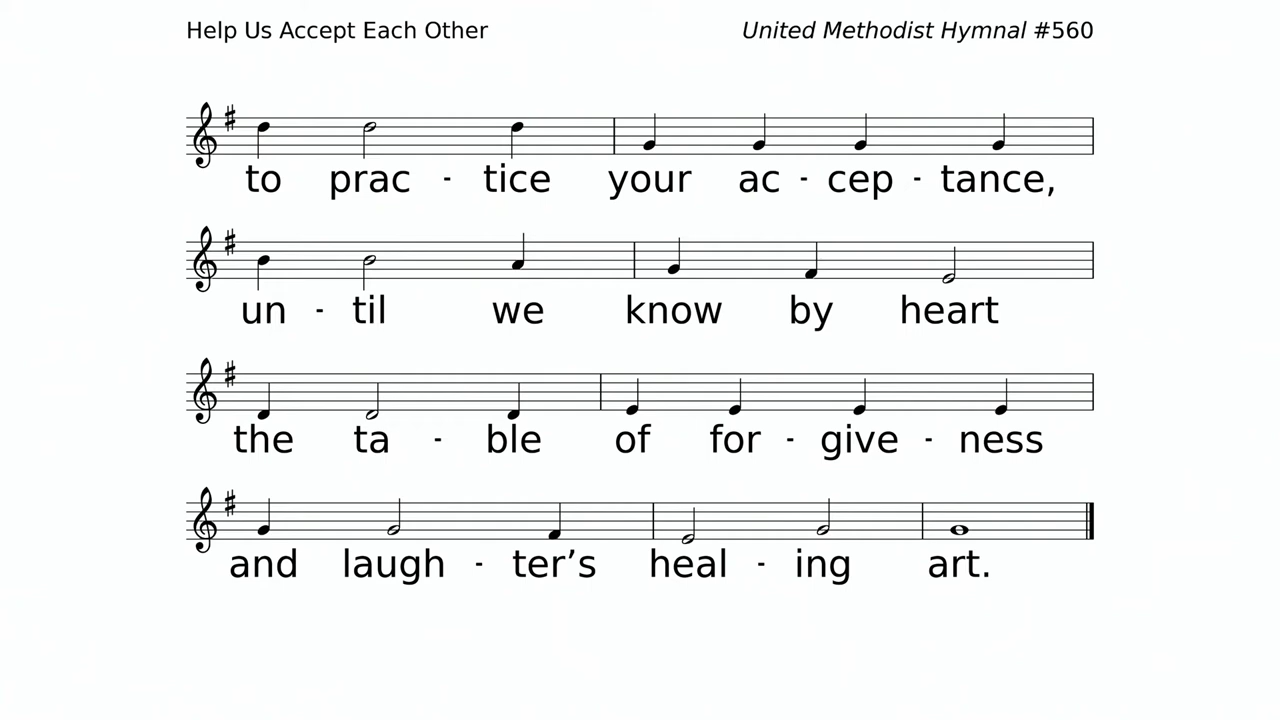 Help Us Accept Each Other
United Methodist Hymnal #560
to prac - tice your ac - cep - tance,
un - til we know by heart
the ta - ble of for - give - ness
and laugh - ter’s heal - ing art.